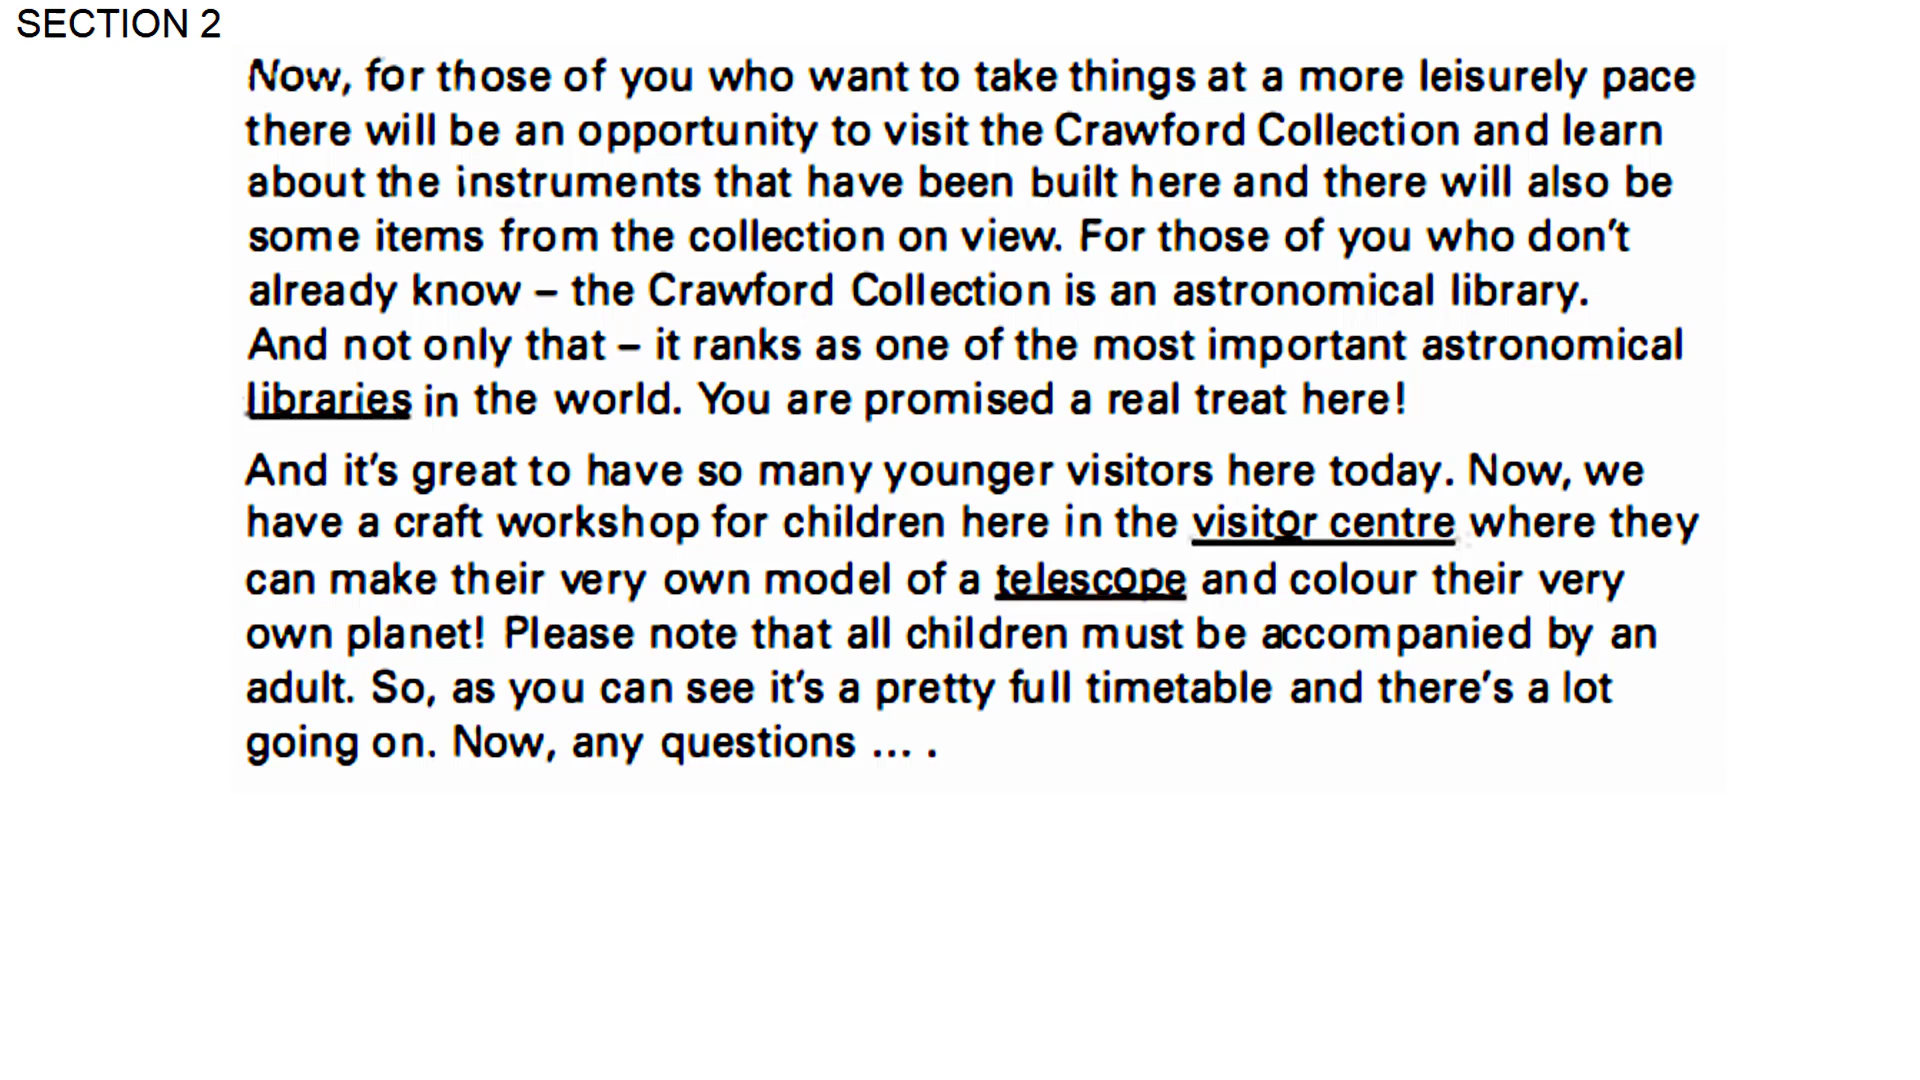 SECTION 2
Now, for those of you who want to take things at a more leisurely pace
there will be an opportunity to visit the Crawford Collection and learn
about the instruments that have been built here and there will also be
some items from the collection on view. For those of you who don't
already know – the Crawford Collection is an astronomical library.
And not only that – it ranks as one of the most important astronomical
libraries in the world. You are promised a real treat here!
And it's great to have so many younger visitors here today. Now, we
have a craft workshop for children here in the visitor centre where they
can make their very own model of a telescope and colour their very
own planet! Please note that all children must be accompanied by an
adult. So, as you can see it's a pretty full timetable and there's a lot
going on. Now, any questions ... .